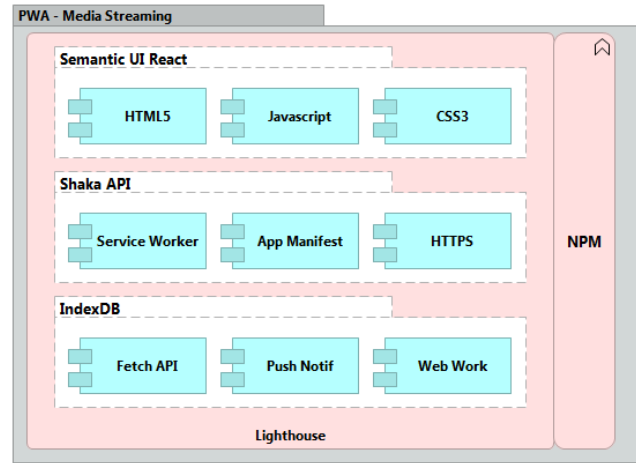 PWA - Media Streaming
Semantic UI React
HTML5
Javascript
CSS3
Shaka API
Service Worker
App Manifest
HTTPS
NPM
IndexDB
Fetch API
Push Notif
Web Work
Lighthouse